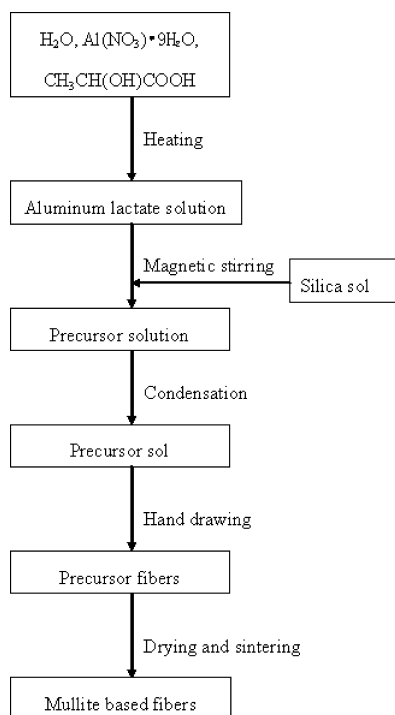 H₂O, Al(NO₃)•9H₂O,
CH₃CH(OH)COOH
Heating
Aluminum lactate solution
Magnetic stirring
Silica sol
Precursor solution
Condensation
Precursor sol
Hand drawing
Precursor fibers
Drying and sintering
Mullite based fibers